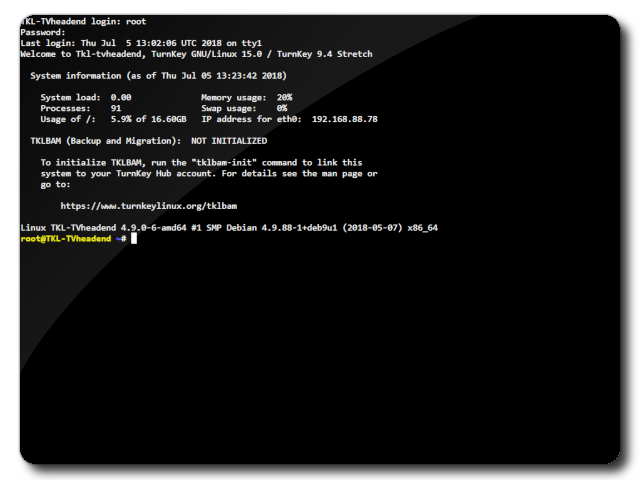 TKL-TVheadend login: root
Password:
Last login: Thu Jul  5 13:02:06 UTC 2018 on tty1
Welcome to Tkl-tvheadend, TurnKey GNU/Linux 15.0 / TurnKey 9.4 Stretch
System information (as of Thu Jul 05 13:23:42 2018)
System load:  0.00   Memory usage:  20%
Processes:    91   Swap usage:    0%
Usage of /:   5.9% of 16.60GB   IP address for eth0:  192.168.88.78
TKLBAM (Backup and Migration):  NOT INITIALIZED
To initialize TKLBAM, run the "tklbam-init" command to link this
system to your TurnKey Hub account. For details see the man page or
go to:
https://www.turnkeylinux.org/tklbam
Linux TKL-TVheadend 4.9.0-6-amd64 #1 SMP Debian 4.9.88-1+deb9u1 (2018-05-07) x86_64
root@TKL-TVheadend ~#